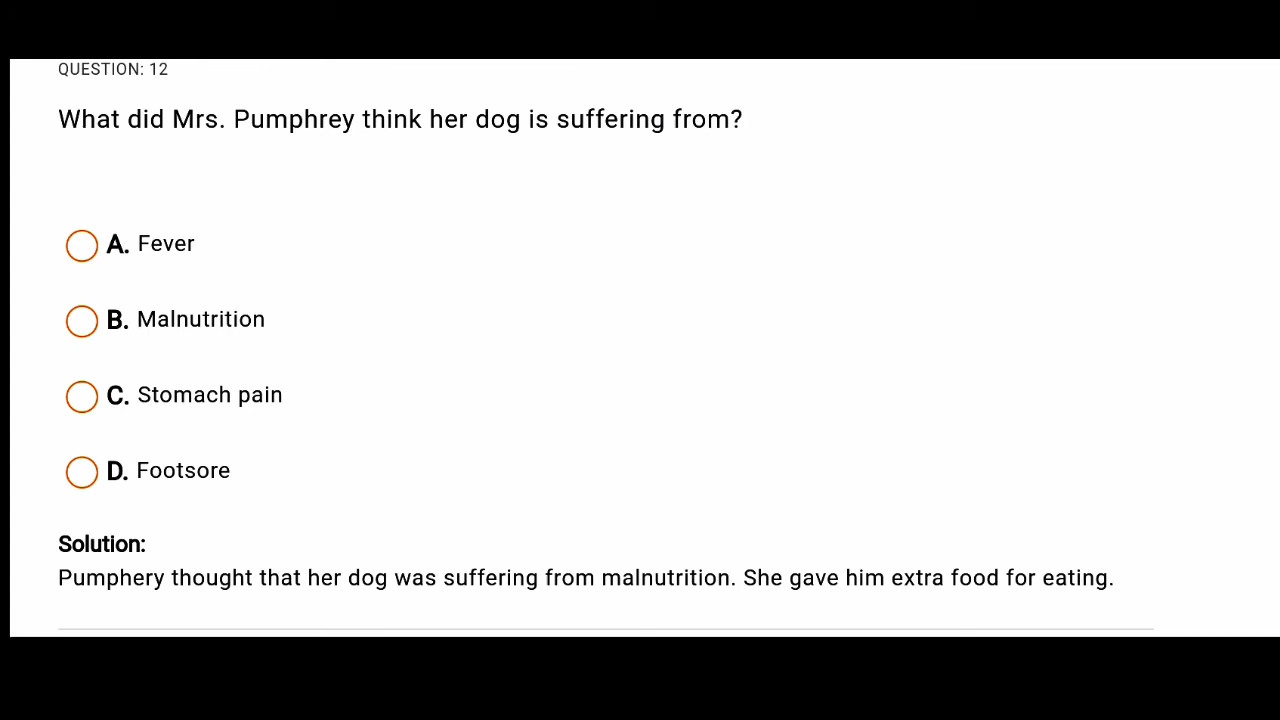 QUESTION: 12
What did Mrs. Pumphrey think her dog is suffering from?
A. Fever
B. Malnutrition
C. Stomach pain
D. Footsore
Solution:
Pumphery thought that her dog was suffering from malnutrition. She gave him extra food for eating.